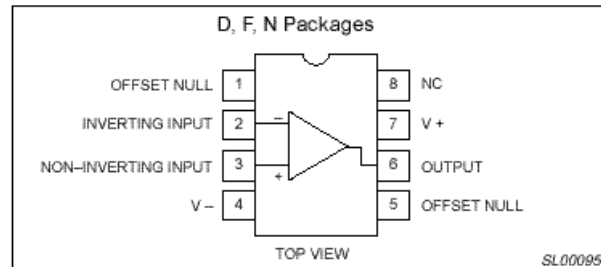 D, F, N Packages
OFFSET NULL 1 8 NC
INVERTING INPUT 2 − 7 V +
NON–INVERTING INPUT 3 + 6 OUTPUT
V – 4 5 OFFSET NULL
TOP VIEW
SL00095